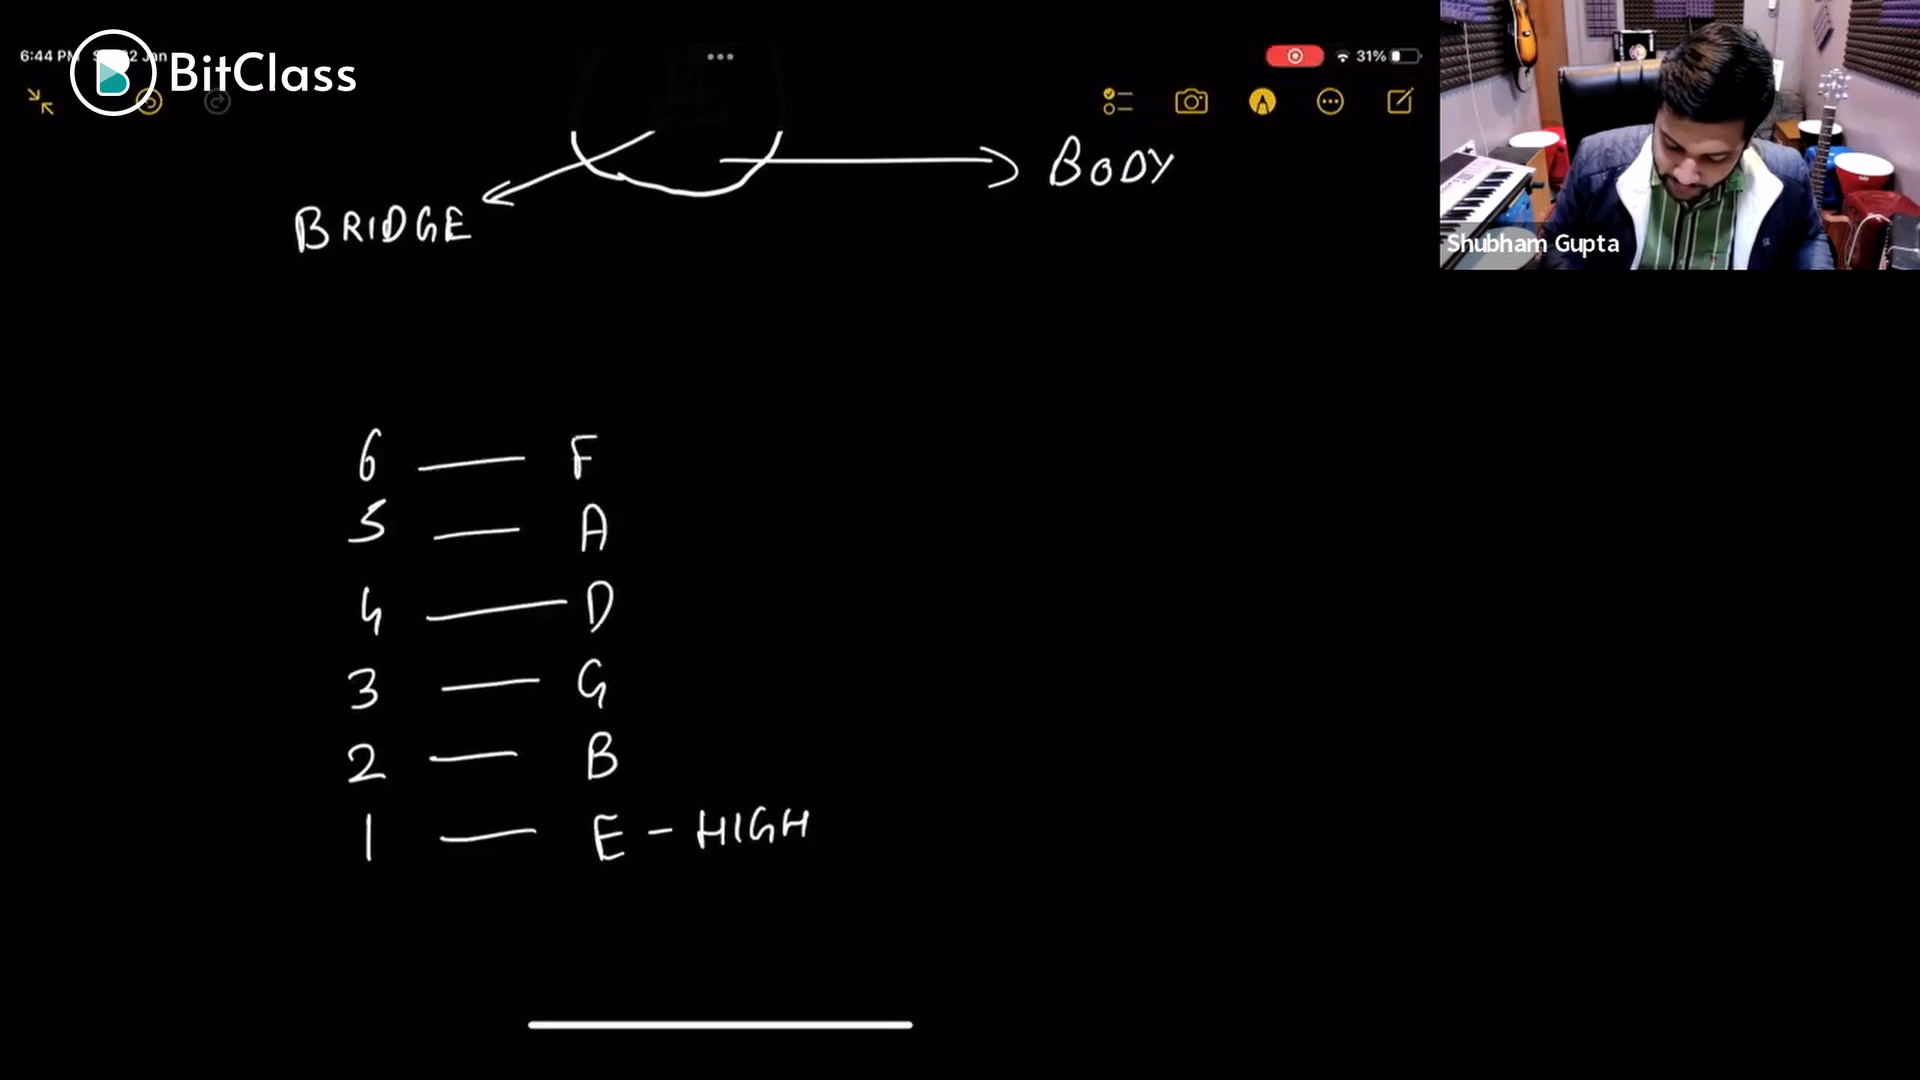 6:44 PM
BitClass
31%
BODY
BRIDGE
Shubham Gupta
6 — F
5 — A
4 — D
3 — G
2 — B
1 — E - HIGH